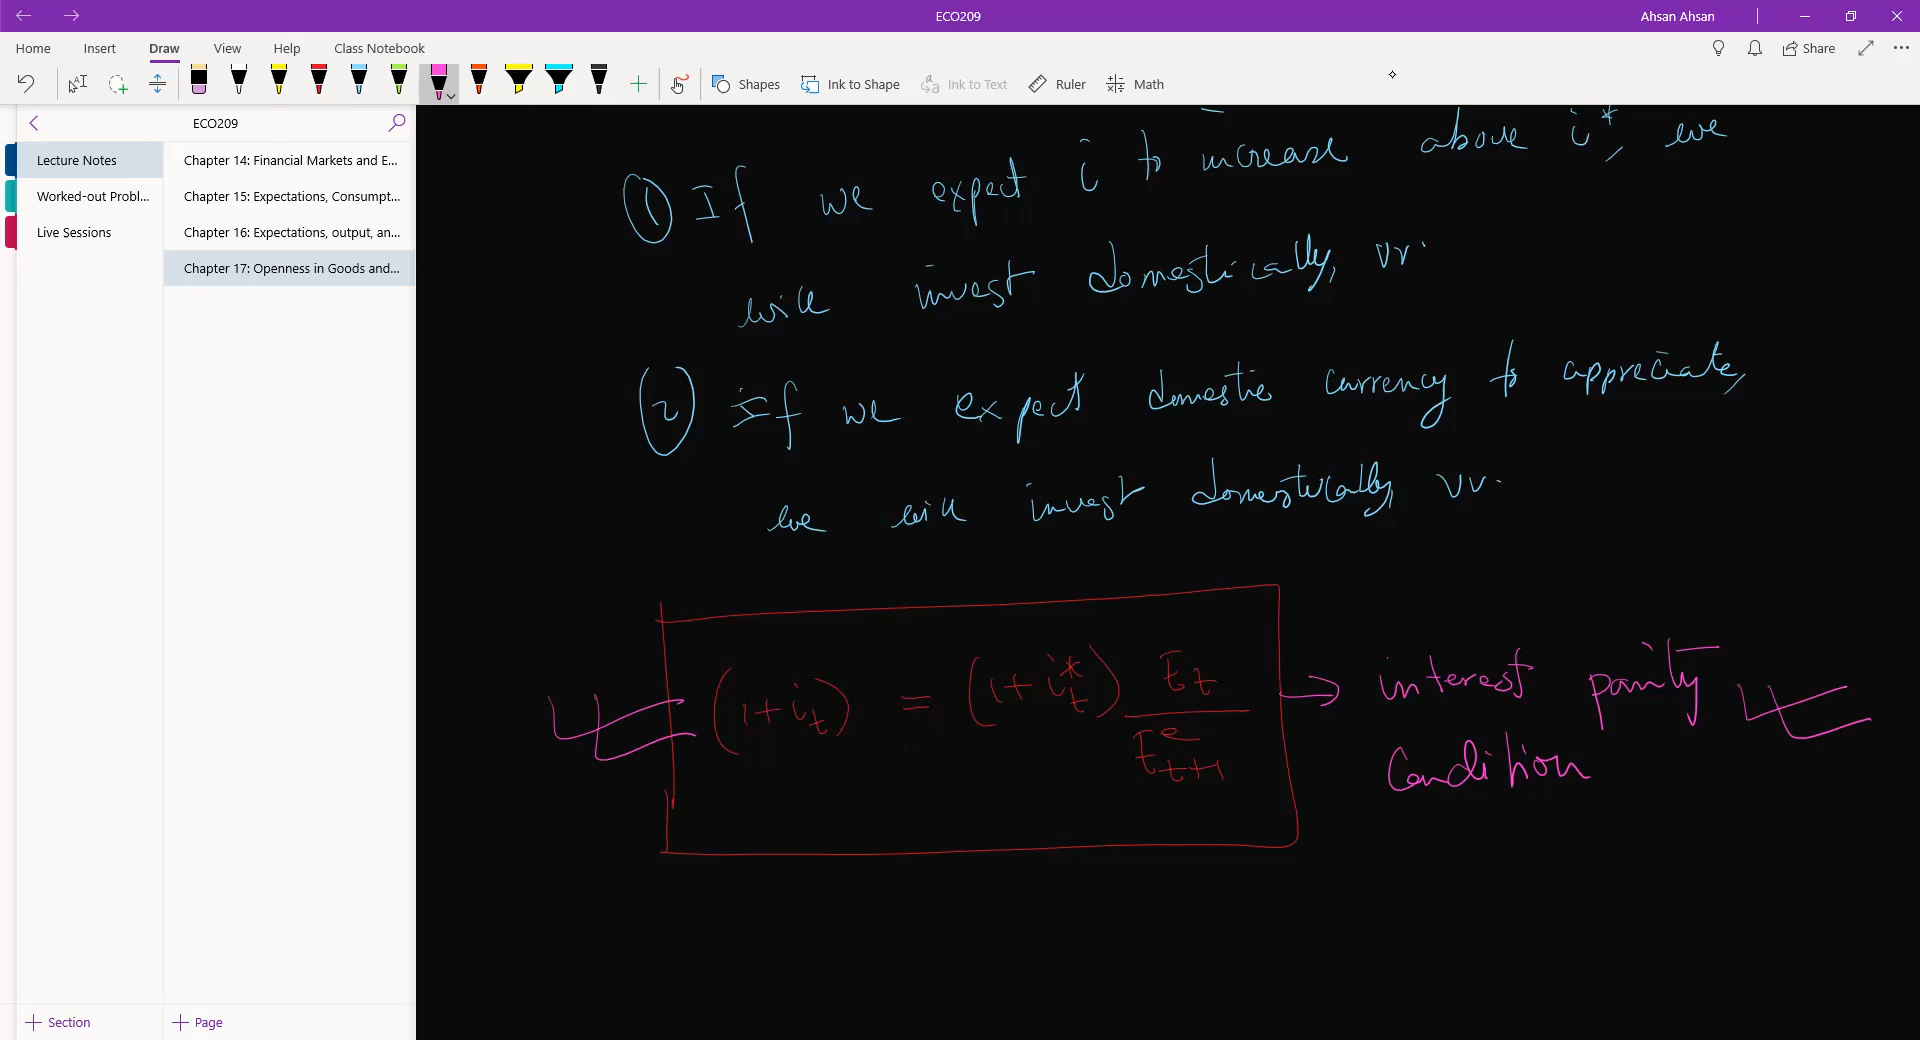 ECO209
Ahsan Ahsan
Home Insert Draw View Help Class Notebook
Share
Shapes Ink to Shape Ink to Text Ruler Math
ECO209
Lecture Notes
Worked-out Probl...
Live Sessions
Chapter 14: Financial Markets and E...
Chapter 15: Expectations, Consumpt...
Chapter 16: Expectations, output, an...
Chapter 17: Openness in Goods and...
① If we expect i to increase above i*, we
will invest domestically, vv.
② If we expect domestic currency to appreciate,
we will invest domestically, vv.
(1+i_t) = (1+i_t^*) E_t / E^e_{t+1} → interest parity
Condition
+ Section
+ Page